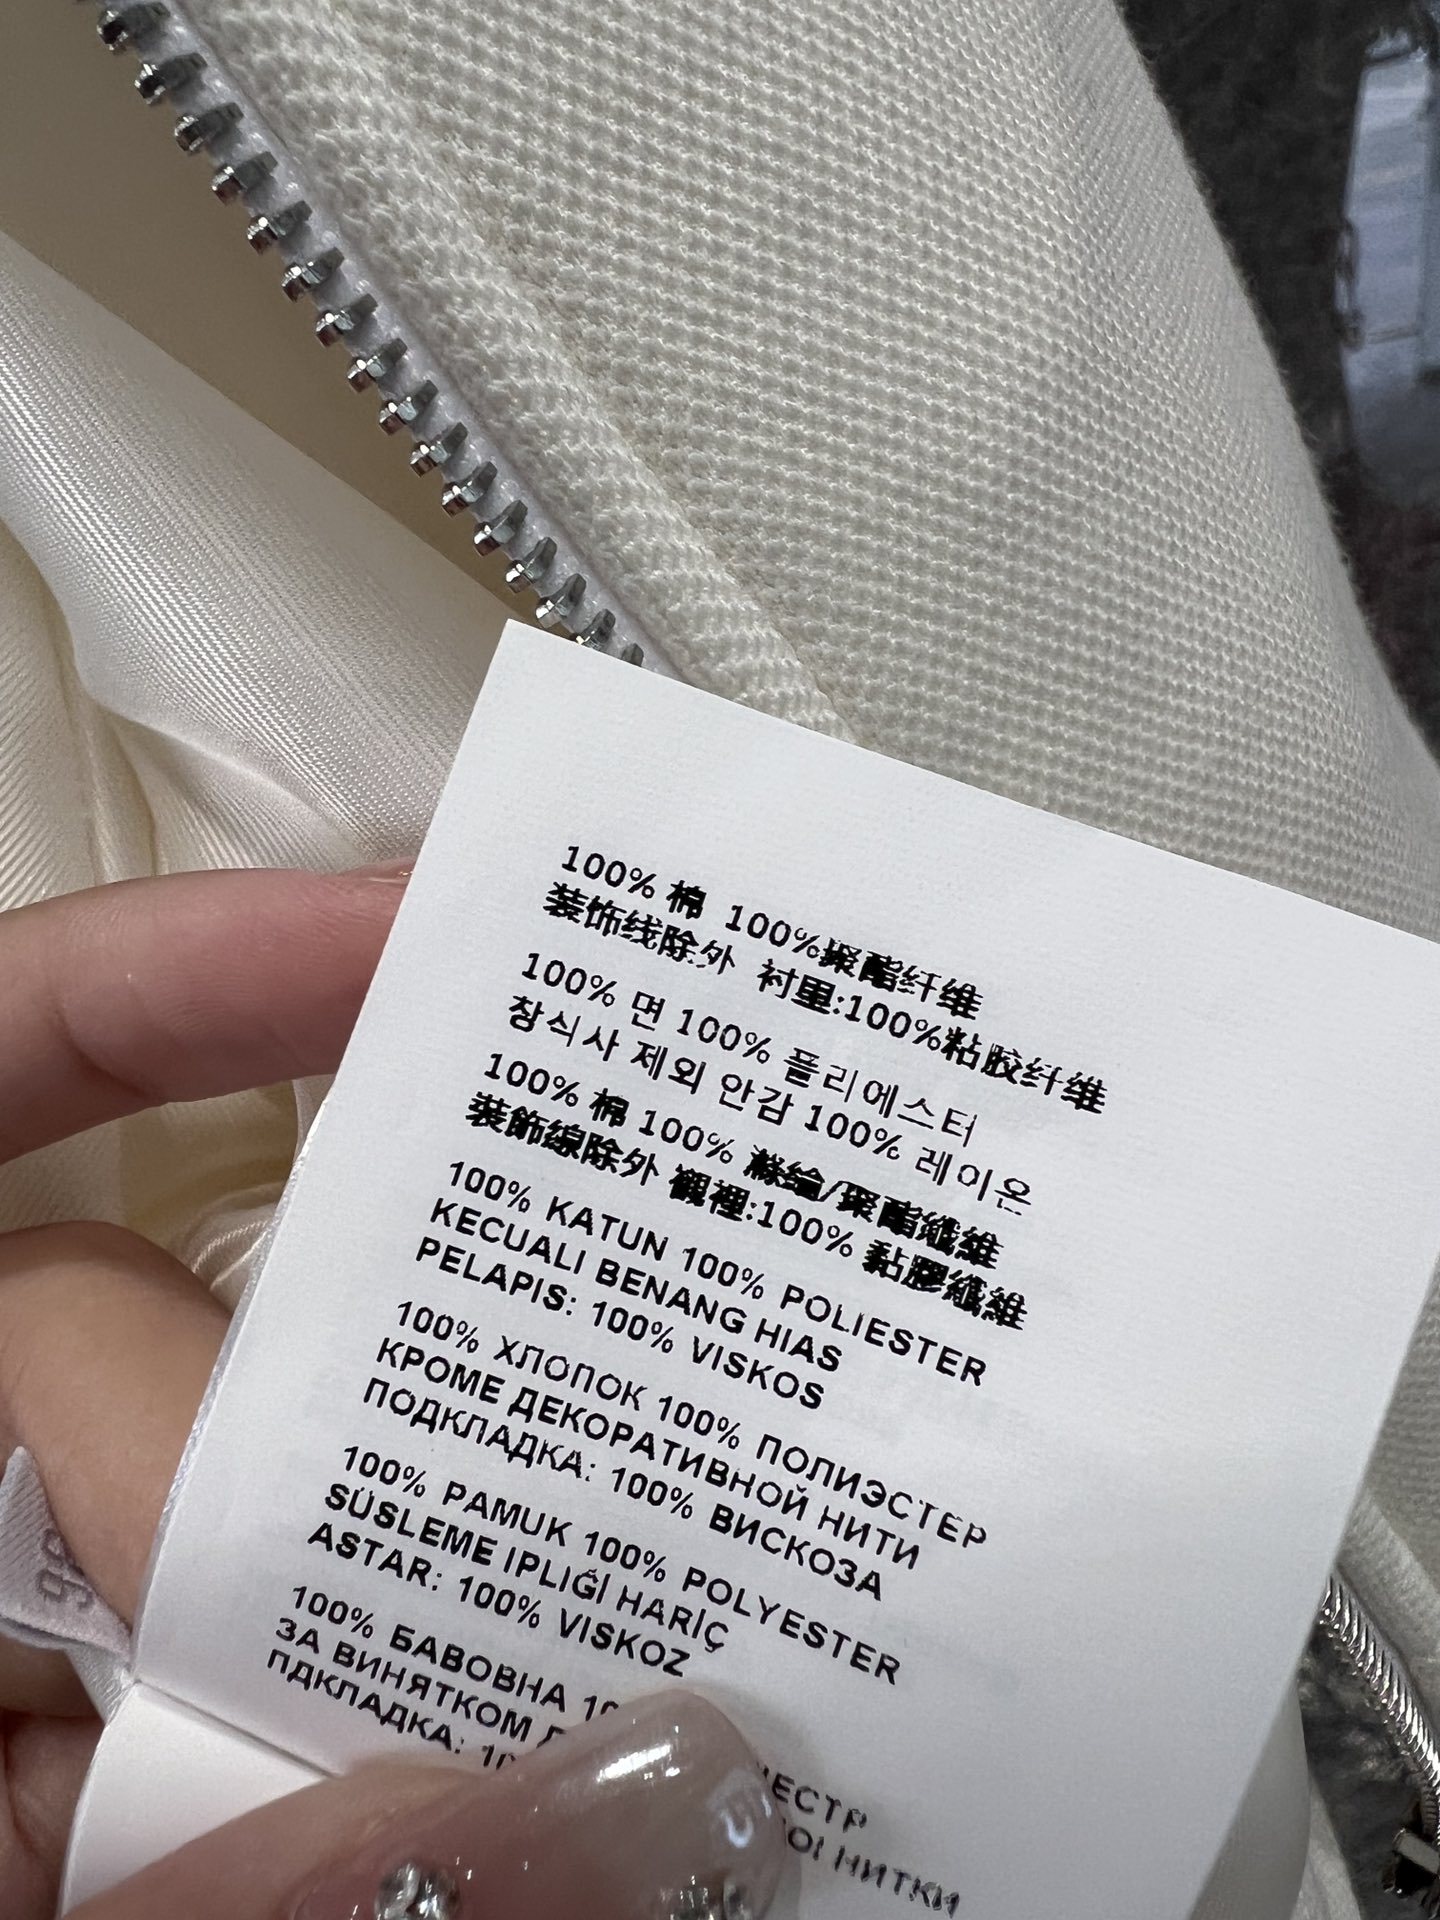 100% 棉 100%聚酯纤维
装饰线除外 衬里:100%粘胶纤维
100% 면 100% 폴리에스터
창식사 제외 안감 100% 레이온
100% 棉 100% 滌綸/聚酯纖維
裝飾線除外 襯裡:100% 黏膠纖維
100% KATUN 100% POLIESTER
KECUALI BENANG HIAS
PELAPIS: 100% VISKOS
100% ХЛОПОК 100% ПОЛИЭСТЕР
КРОМЕ ДЕКОРАТИВНОЙ НИТИ
ПОДКЛАДКА: 100% ВИСКОЗА
100% PAMUK 100% POLYESTER
SÜSLEME IPLIĞI HARİÇ
ASTAR: 100% VISKOZ
100% БАВОВНА
ЗА ВИНЯТКОМ НИТКИ
ПДКЛАДКА: